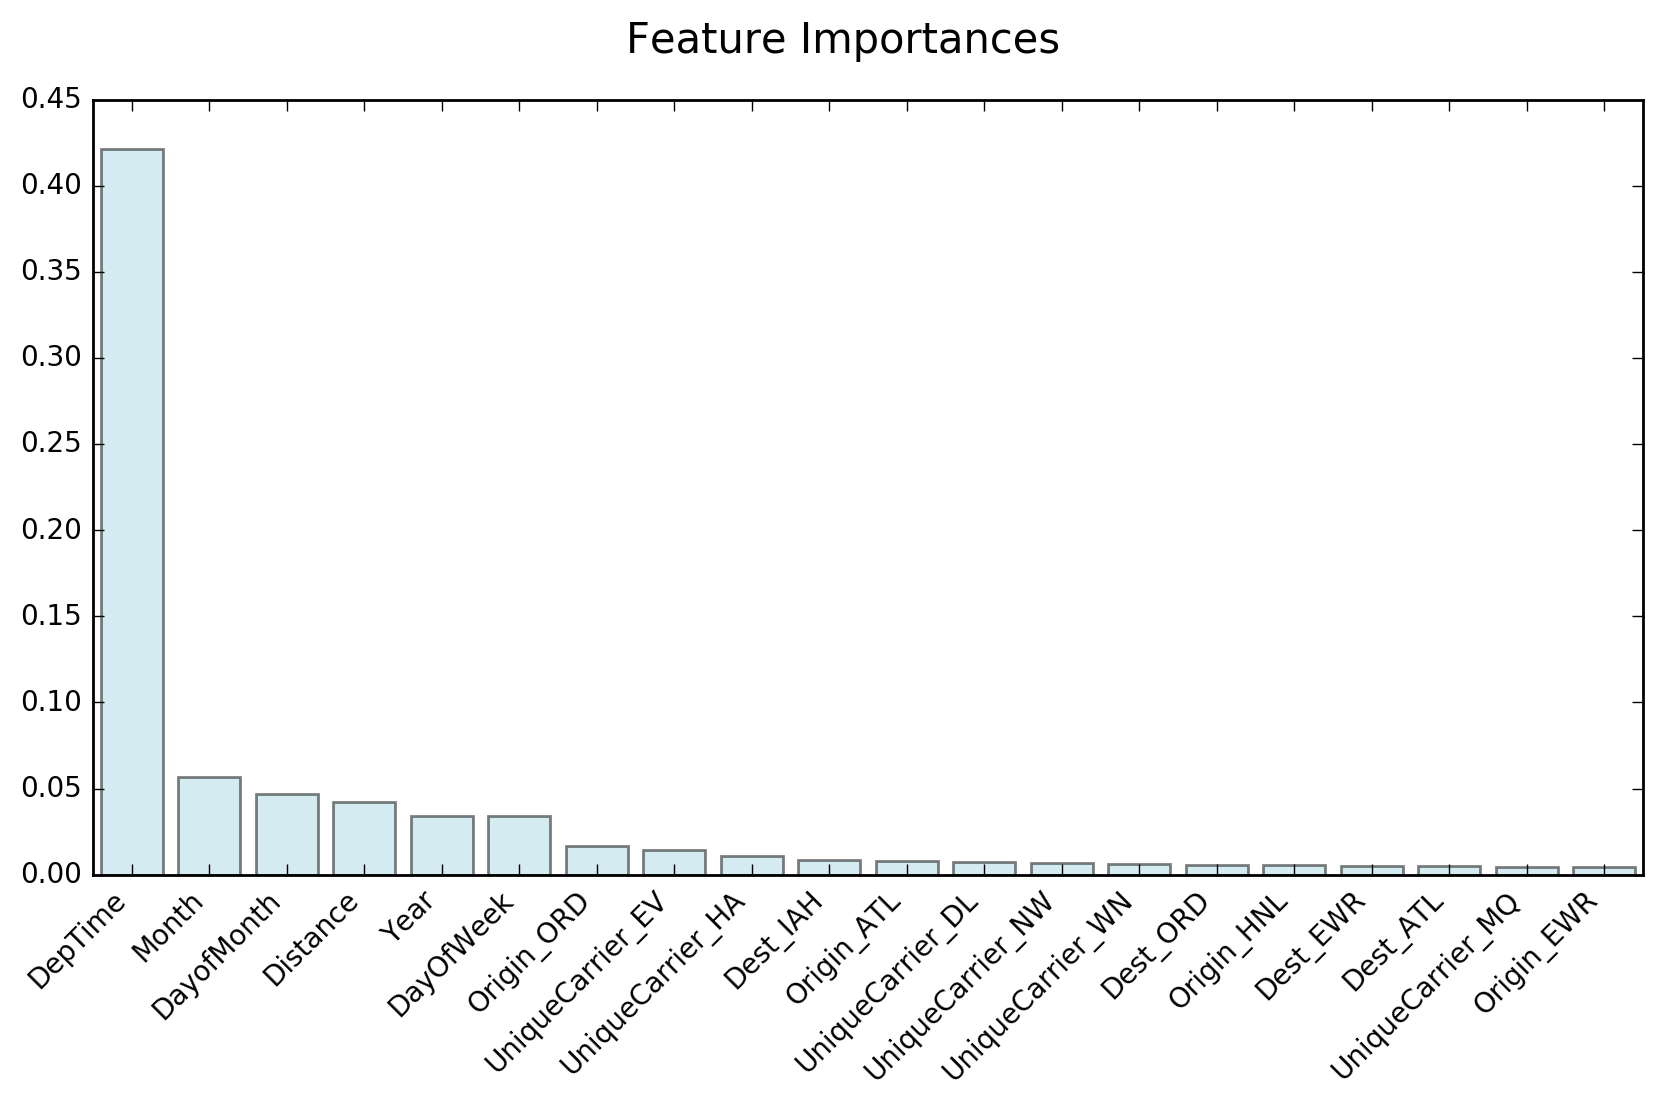 Feature Importances
0.45
0.40
0.35
0.30
0.25
0.20
0.15
0.10
0.05
0.00
DepTime
Month
DayofMonth
Distance
Year
DayOfWeek
Origin_ORD
UniqueCarrier_EV
UniqueCarrier_HA
Dest_IAH
Origin_ATL
UniqueCarrier_DL
UniqueCarrier_NW
UniqueCarrier_WN
Dest_ORD
Origin_HNL
Dest_EWR
Dest_ATL
UniqueCarrier_MQ
Origin_EWR